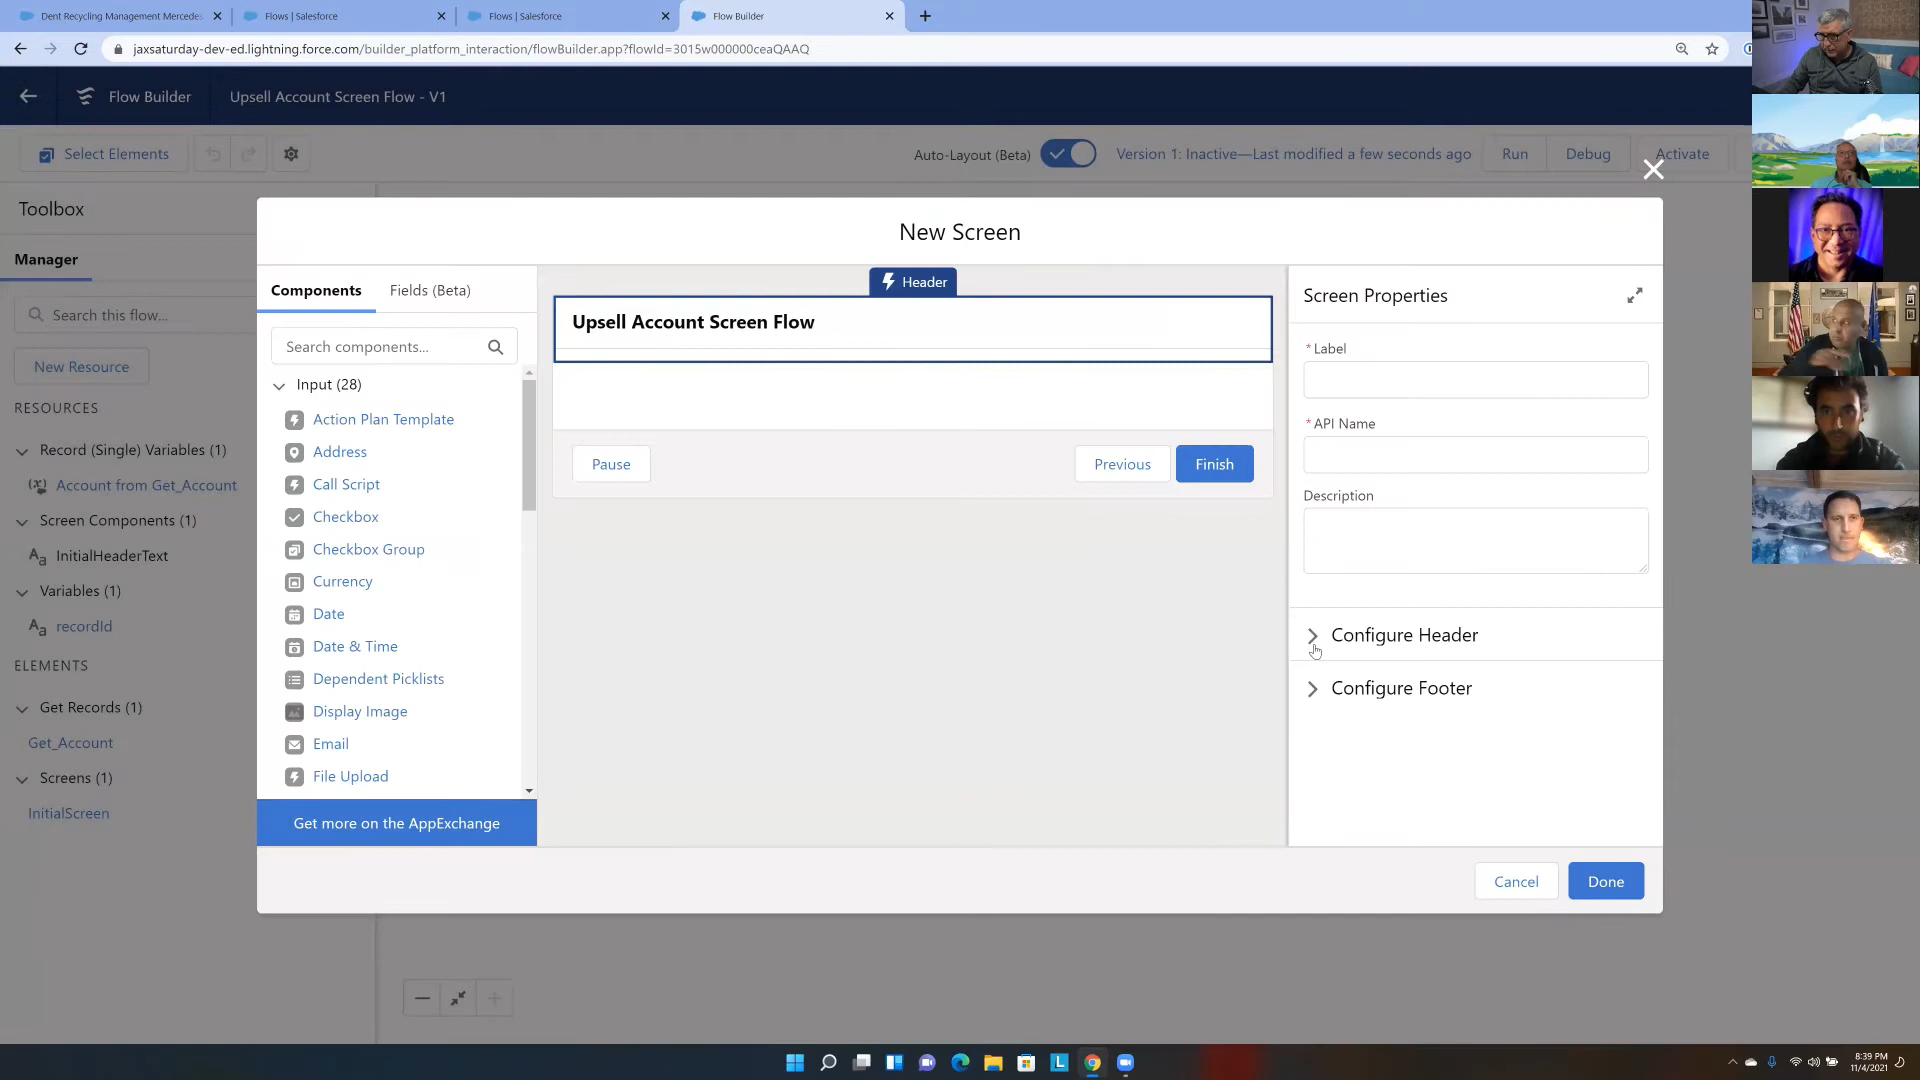 Dent Recycling Management Mercedes
Flows | Salesforce
Flows | Salesforce
Flow Builder
jaxsaturday-dev-ed.lightning.force.com/builder_platform_interaction/flowBuilder.app?flowId=3015w000000ceaQAAQ
Flow Builder
Upsell Account Screen Flow - V1
Select Elements
Auto-Layout (Beta)
Version 1: Inactive—Last modified a few seconds ago
Run
Debug
Activate
Toolbox
Manager
Search this flow...
New Resource
RESOURCES
Record (Single) Variables (1)
Account from Get_Account
Screen Components (1)
InitialHeaderText
Variables (1)
recordId
ELEMENTS
Get Records (1)
Get_Account
Screens (1)
InitialScreen
New Screen
Components
Fields (Beta)
Search components...
Input (28)
Action Plan Template
Address
Call Script
Checkbox
Checkbox Group
Currency
Date
Date & Time
Dependent Picklists
Display Image
Email
File Upload
Get more on the AppExchange
Header
Upsell Account Screen Flow
Pause
Previous
Finish
Screen Properties
* Label
* API Name
Description
Configure Header
Configure Footer
Cancel
Done
8:39 PM
11/4/2021